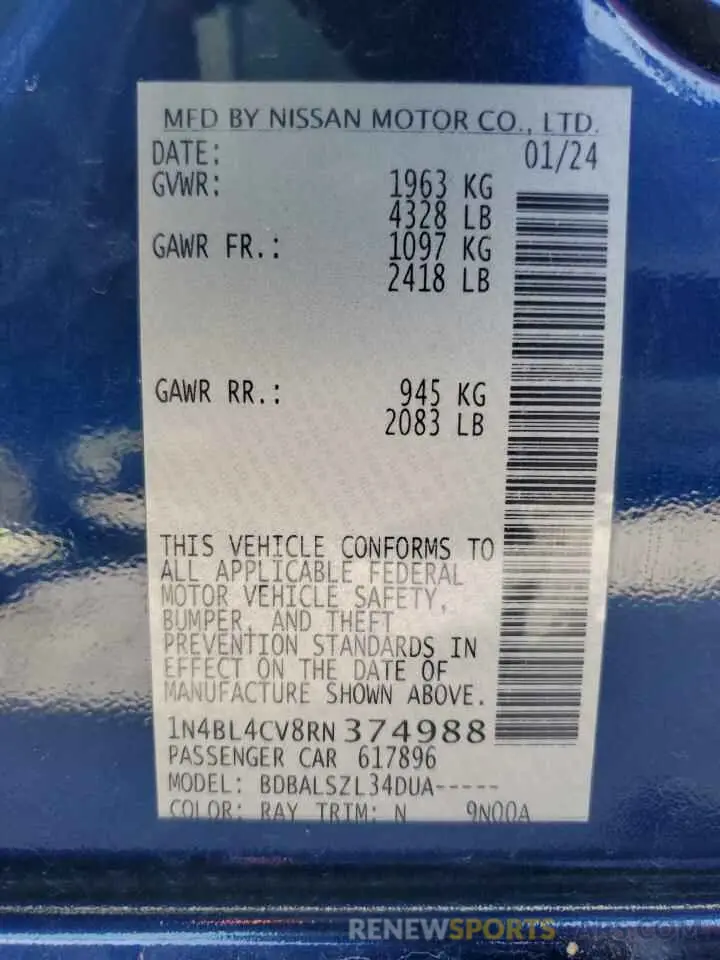 MFD BY NISSAN MOTOR CO., LTD.
DATE: 01/24
GVWR: 1963 KG
4328 LB
GAWR FR.: 1097 KG
2418 LB
GAWR RR.: 945 KG
2083 LB
THIS VEHICLE CONFORMS TO
ALL APPLICABLE FEDERAL
MOTOR VEHICLE SAFETY,
BUMPER, AND THEFT
PREVENTION STANDARDS IN
EFFECT ON THE DATE OF
MANUFACTURE SHOWN ABOVE.
1N4BL4CV8RN374988
PASSENGER CAR 617896
MODEL: BDBALSZL34DUA-----
COLOR: RAY TRIM: N 9N00A
RENEWSPORTS